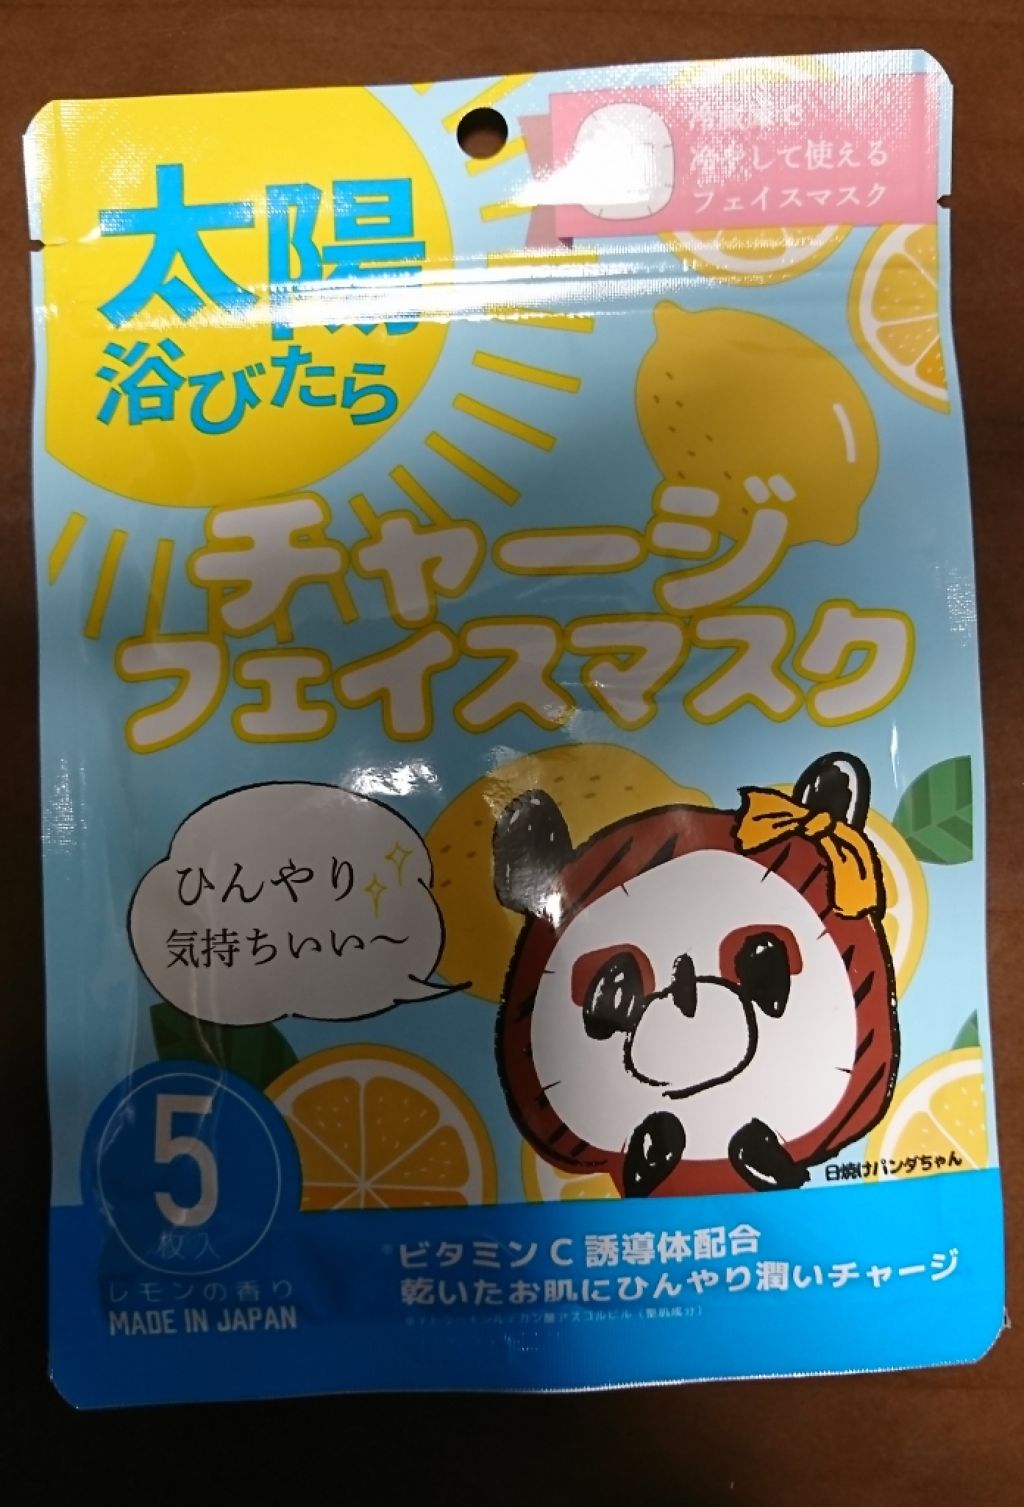 冷蔵庫で
冷やして使える
フェイスマスク
太陽
浴びたら
チャージ
フェイスマスク
ひんやり
気持ちいい〜
日焼けパンダちゃん
5
枚入
レモンの香り
MADE IN JAPAN
※ビタミンC誘導体配合
乾いたお肌にひんやり潤いチャージ